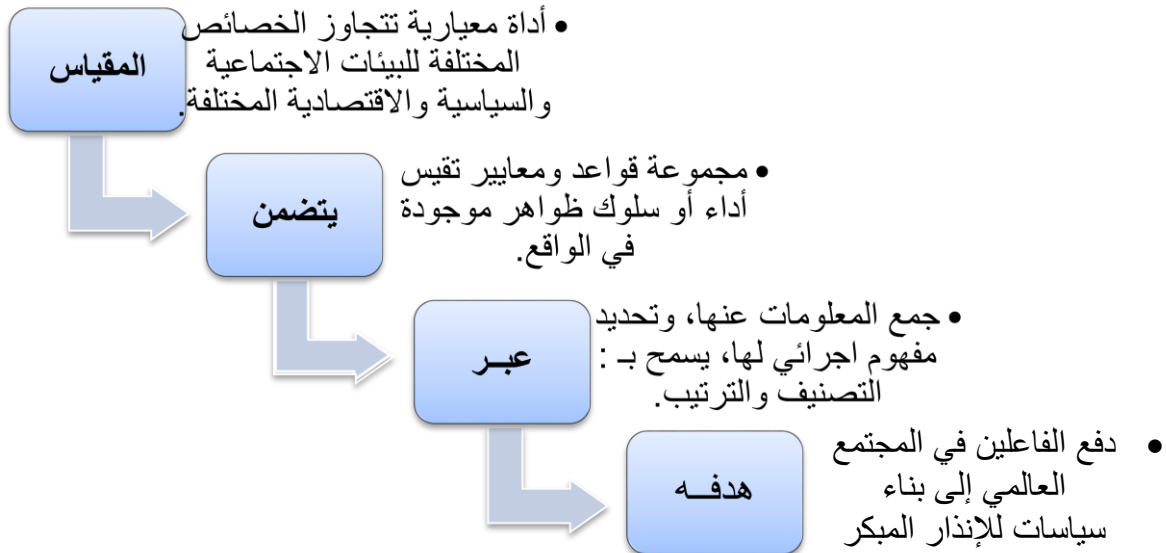 المقياس
• أداة معيارية تتجاوز الخصائص
المختلفة للبيئات الاجتماعية
والسياسية والاقتصادية المختلفة.
يتضمن
• مجموعة قواعد ومعايير تقيس
أداء أو سلوك ظواهر موجودة
في الواقع.
عبـر
• جمع المعلومات عنها، وتحديد
مفهوم اجرائي لها، يسمح بـ :
التصنيف والترتيب.
هدفــه
• دفع الفاعلين في المجتمع
العالمي إلى بناء
سياسات للإنذار المبكر